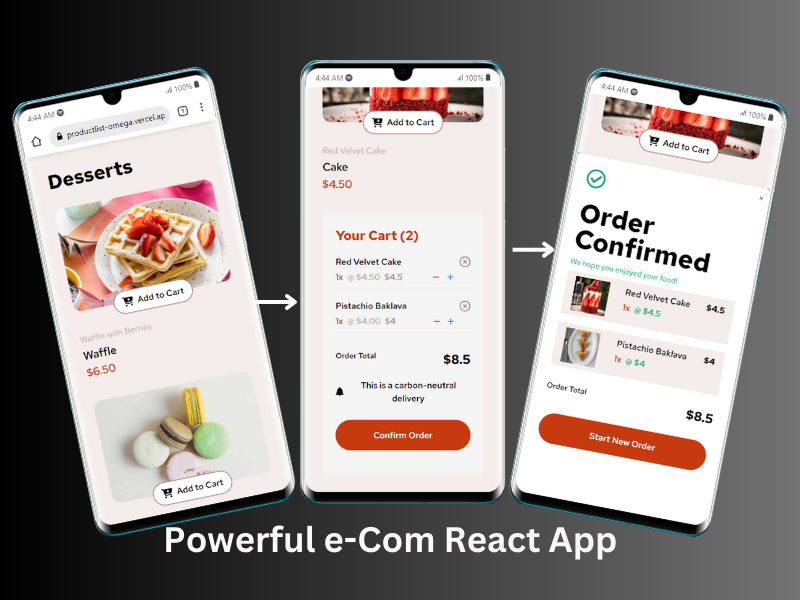 4:44 AM
100%
productlist-omega.vercel.ap
1
Desserts
Add to Cart
Waffle with Berries
Waffle
$6.50
Add to Cart
4:44 AM
100%
Add to Cart
Red Velvet Cake
Cake
$4.50
Your Cart (2)
Red Velvet Cake
1x @ $4.50 $4.5
Pistachio Baklava
1x @ $4.00 $4
Order Total
$8.5
This is a carbon-neutral
delivery
Confirm Order
4:44 AM
100%
Add to Cart
Order
Confirmed
We hope you enjoyed your food!
Red Velvet Cake
$4.5
1x @ $4.5
Pistachio Baklava
$4
1x @ $4
Order Total
$8.5
Start New Order
Powerful e-Com React App